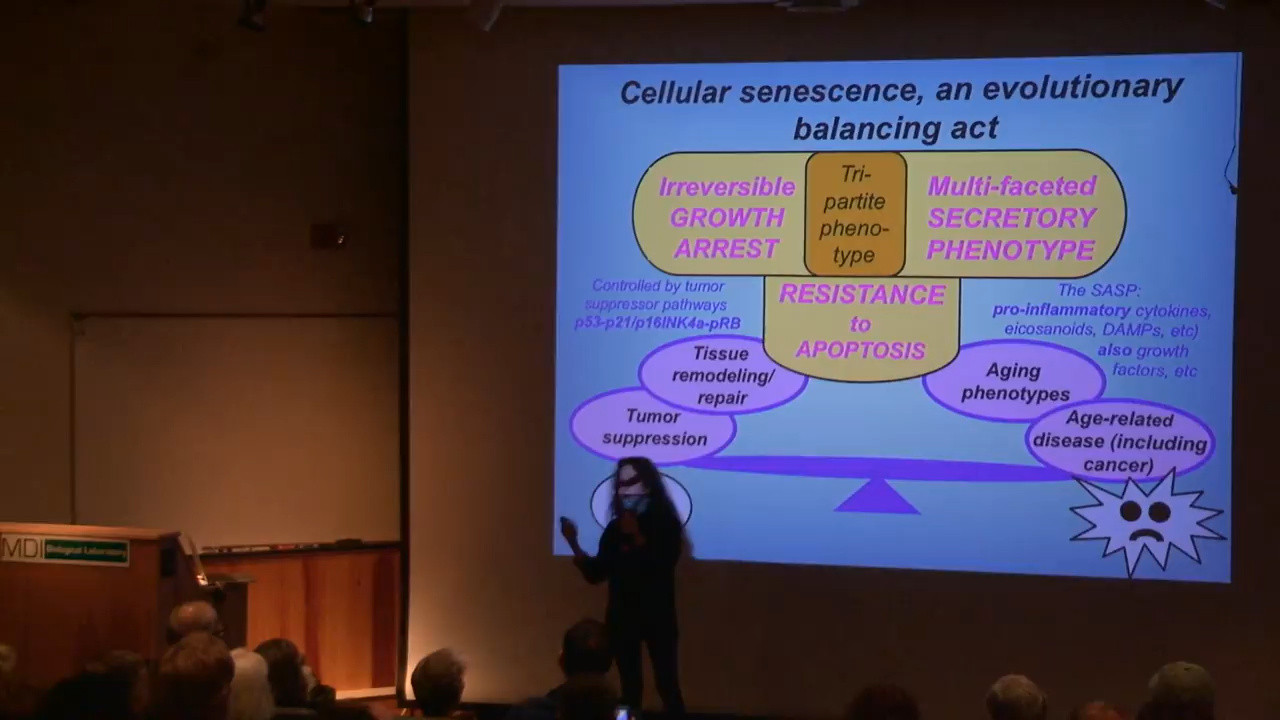 Cellular senescence, an evolutionary
balancing act
Irreversible
GROWTH
ARREST
Tri-
partite
pheno-
type
Multi-faceted
SECRETORY
PHENOTYPE
Controlled by tumor
suppressor pathways
p53-p21/p16INK4a-pRB
RESISTANCE
to
APOPTOSIS
The SASP:
pro-inflammatory cytokines,
eicosanoids, DAMPs, etc)
also growth
factors, etc
Tissue
remodeling/
repair
Tumor
suppression
Aging
phenotypes
Age-related
disease (including
cancer)
MDI Biological Laboratory